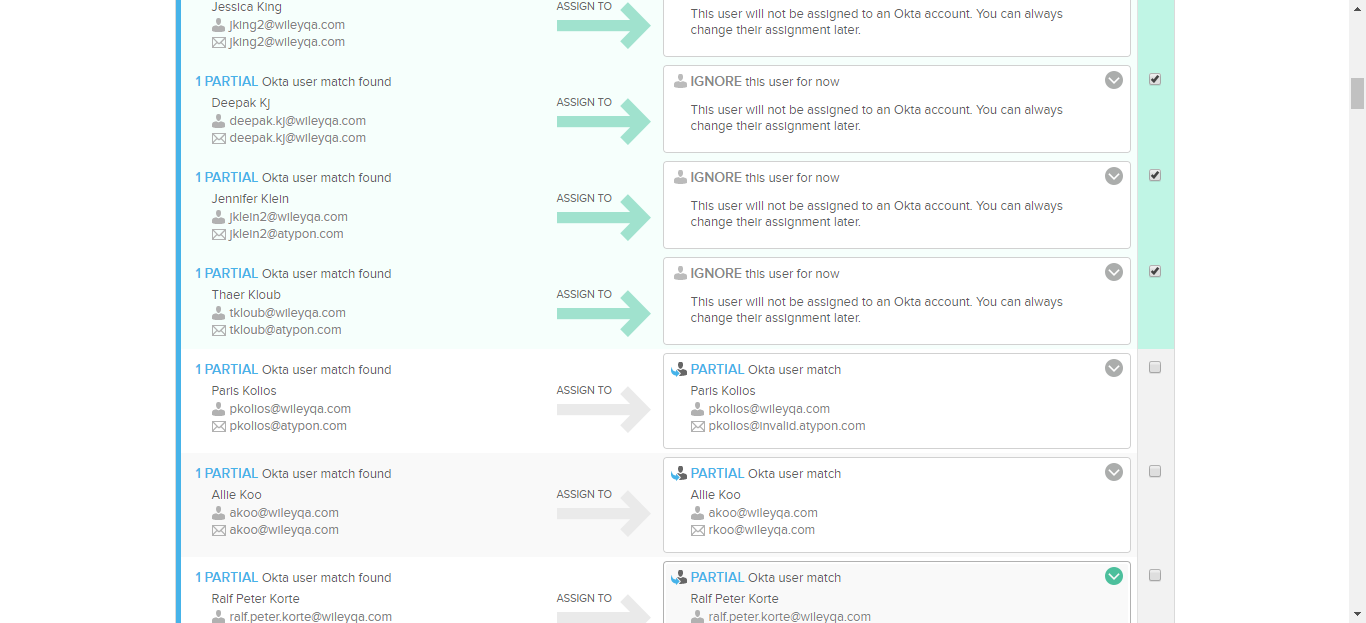 Jessica King
jking2@wileyqa.com
jking2@wileyqa.com
ASSIGN TO
This user will not be assigned to an Okta account. You can always
change their assignment later.
1 PARTIAL Okta user match found
Deepak Kj
deepak.kj@wileyqa.com
deepak.kj@wileyqa.com
ASSIGN TO
IGNORE this user for now
This user will not be assigned to an Okta account. You can always
change their assignment later.
1 PARTIAL Okta user match found
Jennifer Klein
jklein2@wileyqa.com
jklein2@atypon.com
ASSIGN TO
IGNORE this user for now
This user will not be assigned to an Okta account. You can always
change their assignment later.
1 PARTIAL Okta user match found
Thaer Kloub
tkloub@wileyqa.com
tkloub@atypon.com
ASSIGN TO
IGNORE this user for now
This user will not be assigned to an Okta account. You can always
change their assignment later.
1 PARTIAL Okta user match found
Paris Kolios
pkolios@wileyqa.com
pkolios@atypon.com
ASSIGN TO
PARTIAL Okta user match
Paris Kolios
pkolios@wileyqa.com
pkolios@invalid.atypon.com
1 PARTIAL Okta user match found
Allie Koo
akoo@wileyqa.com
akoo@wileyqa.com
ASSIGN TO
PARTIAL Okta user match
Allie Koo
akoo@wileyqa.com
rkoo@wileyqa.com
1 PARTIAL Okta user match found
Ralf Peter Korte
ralf.peter.korte@wileyqa.com
ASSIGN TO
PARTIAL Okta user match
Ralf Peter Korte
ralf.peter.korte@wileyqa.com